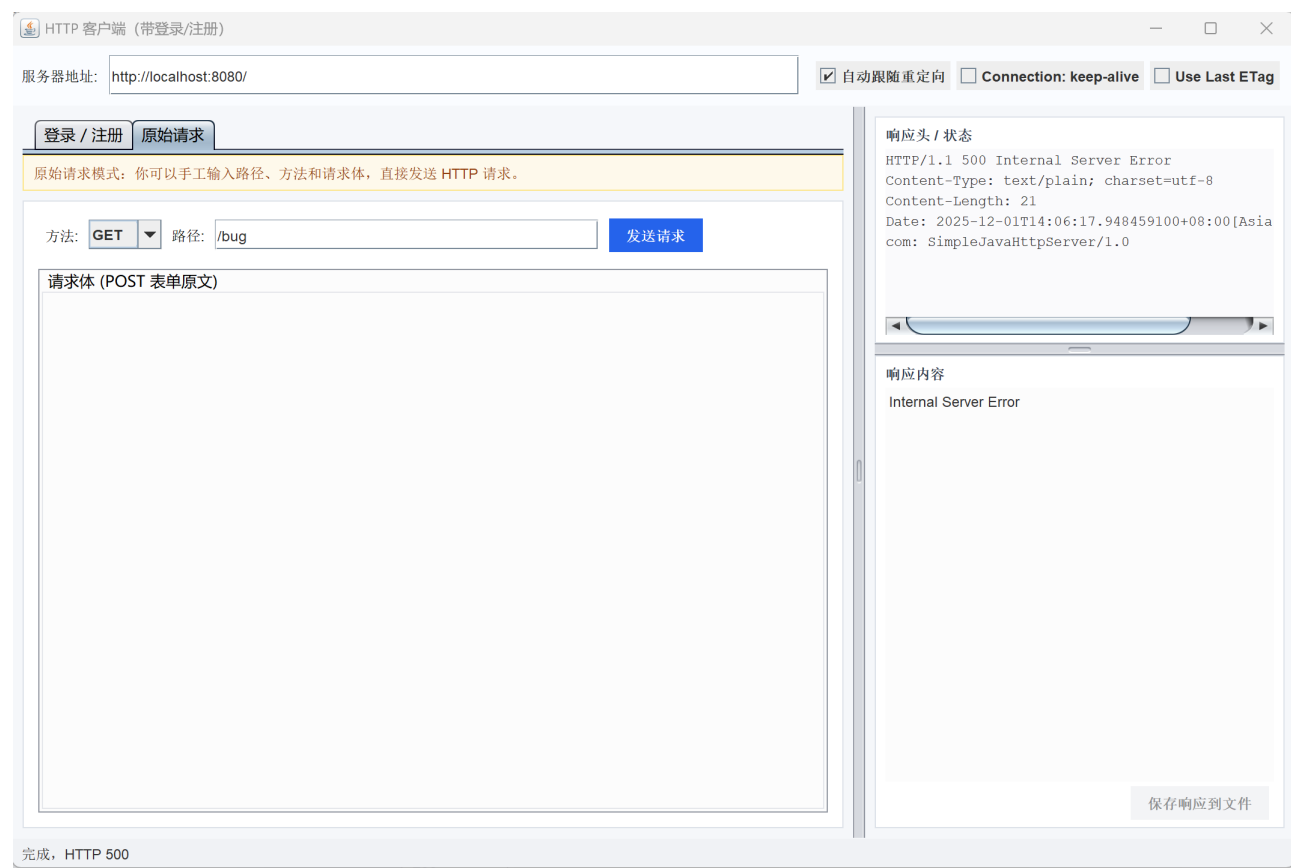 HTTP 客户端（带登录/注册）
服务器地址: http://localhost:8080/ 自动跟随重定向 Connection: keep-alive Use Last ETag
登录 / 注册 原始请求
原始请求模式：你可以手工输入路径、方法和请求体，直接发送 HTTP 请求。
方法: GET 路径: /bug 发送请求
请求体 (POST 表单原文)
响应头 / 状态
HTTP/1.1 500 Internal Server Error
Content-Type: text/plain; charset=utf-8
Content-Length: 21
Date: 2025-12-01T14:06:17.948459100+08:00[Asia
com: SimpleJavaHttpServer/1.0
响应内容
Internal Server Error
保存响应到文件
完成，HTTP 500